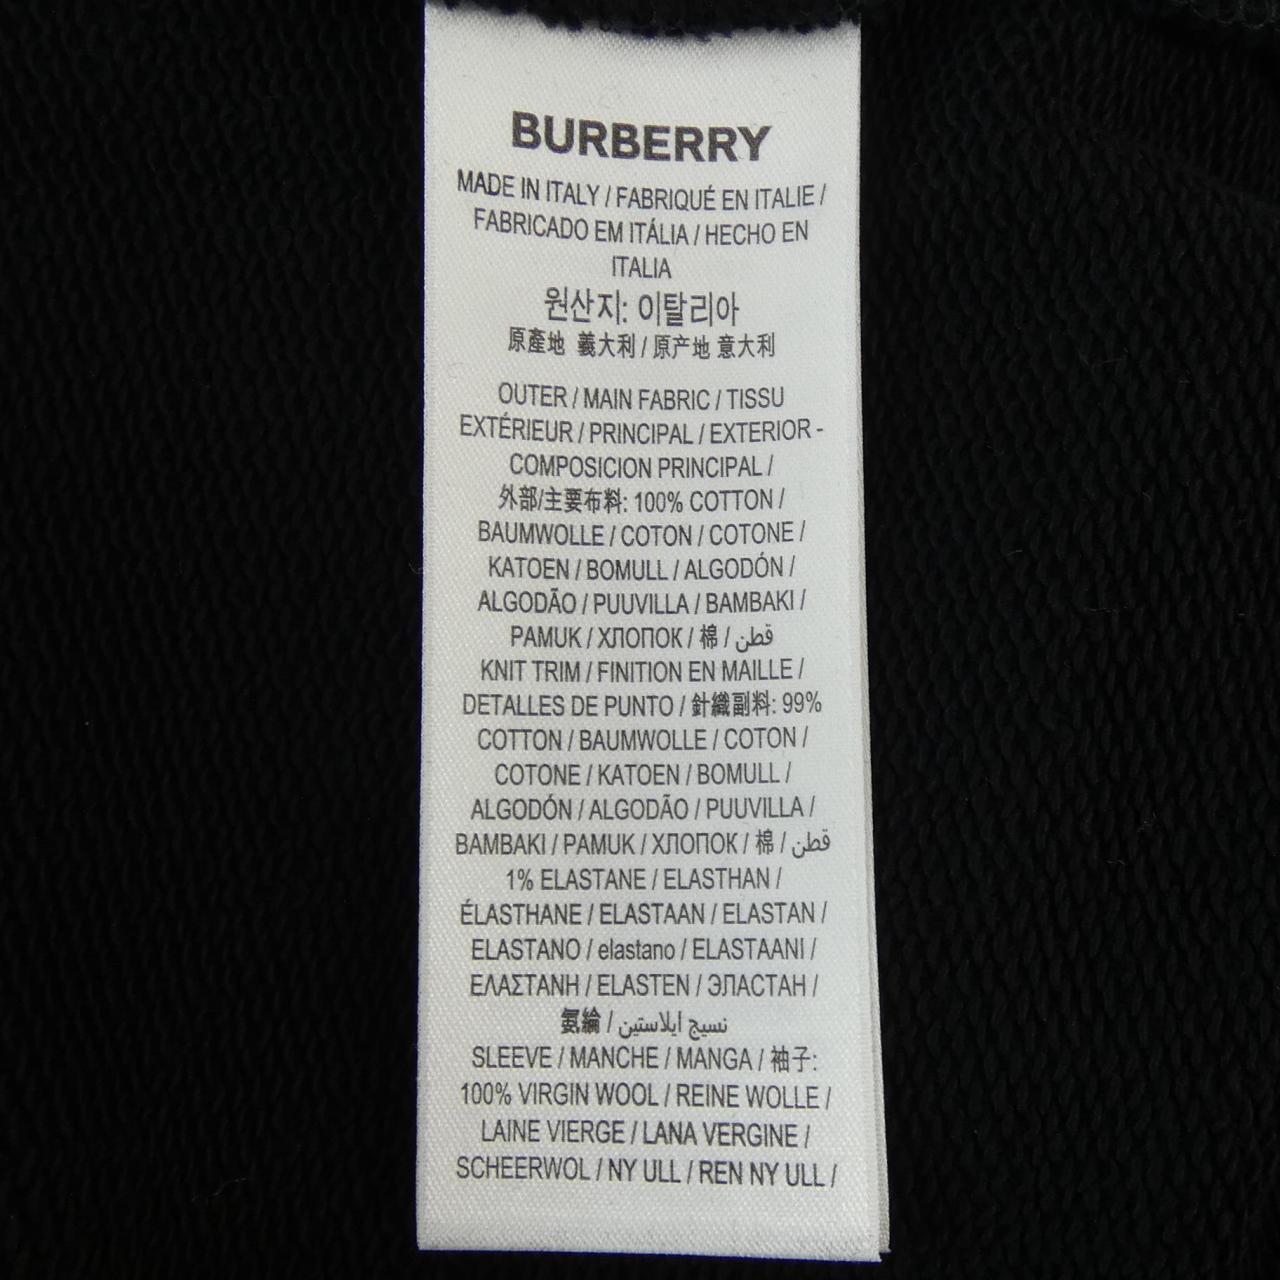 BURBERRY
MADE IN ITALY / FABRIQUÉ EN ITALIE /
FABRICADO EM ITÁLIA / HECHO EN
ITALIA
원산지: 이탈리아
原產地 義大利 / 原产地 意大利
OUTER / MAIN FABRIC / TISSU
EXTÉRIEUR / PRINCIPAL / EXTERIOR -
COMPOSICION PRINCIPAL /
外部/主要布料: 100% COTTON /
BAUMWOLLE / COTON / COTONE /
KATOEN / BOMULL / ALGODÓN /
ALGODÃO / PUUVILLA / BAMBAKI /
PAMUK / ХЛОПОК / 棉 / قطن
KNIT TRIM / FINITION EN MAILLE /
DETALLES DE PUNTO / 針織副料: 99%
COTTON / BAUMWOLLE / COTON /
COTONE / KATOEN / BOMULL /
ALGODÓN / ALGODÃO / PUUVILLA /
BAMBAKI / PAMUK / ХЛОПОК / 棉 / قطن
1% ELASTANE / ELASTHAN /
ÉLASTHANE / ELASTAAN / ELASTAN /
ELASTANO / elastano / ELASTAANI /
ΕΛΑΣΤΑΝΗ / ELASTEN / ЭЛАСТАН /
氨綸 / نسيج ايلاستين
SLEEVE / MANCHE / MANGA / 袖子:
100% VIRGIN WOOL / REINE WOLLE /
LAINE VIERGE / LANA VERGINE /
SCHEERWOL / NY ULL / REN NY ULL /